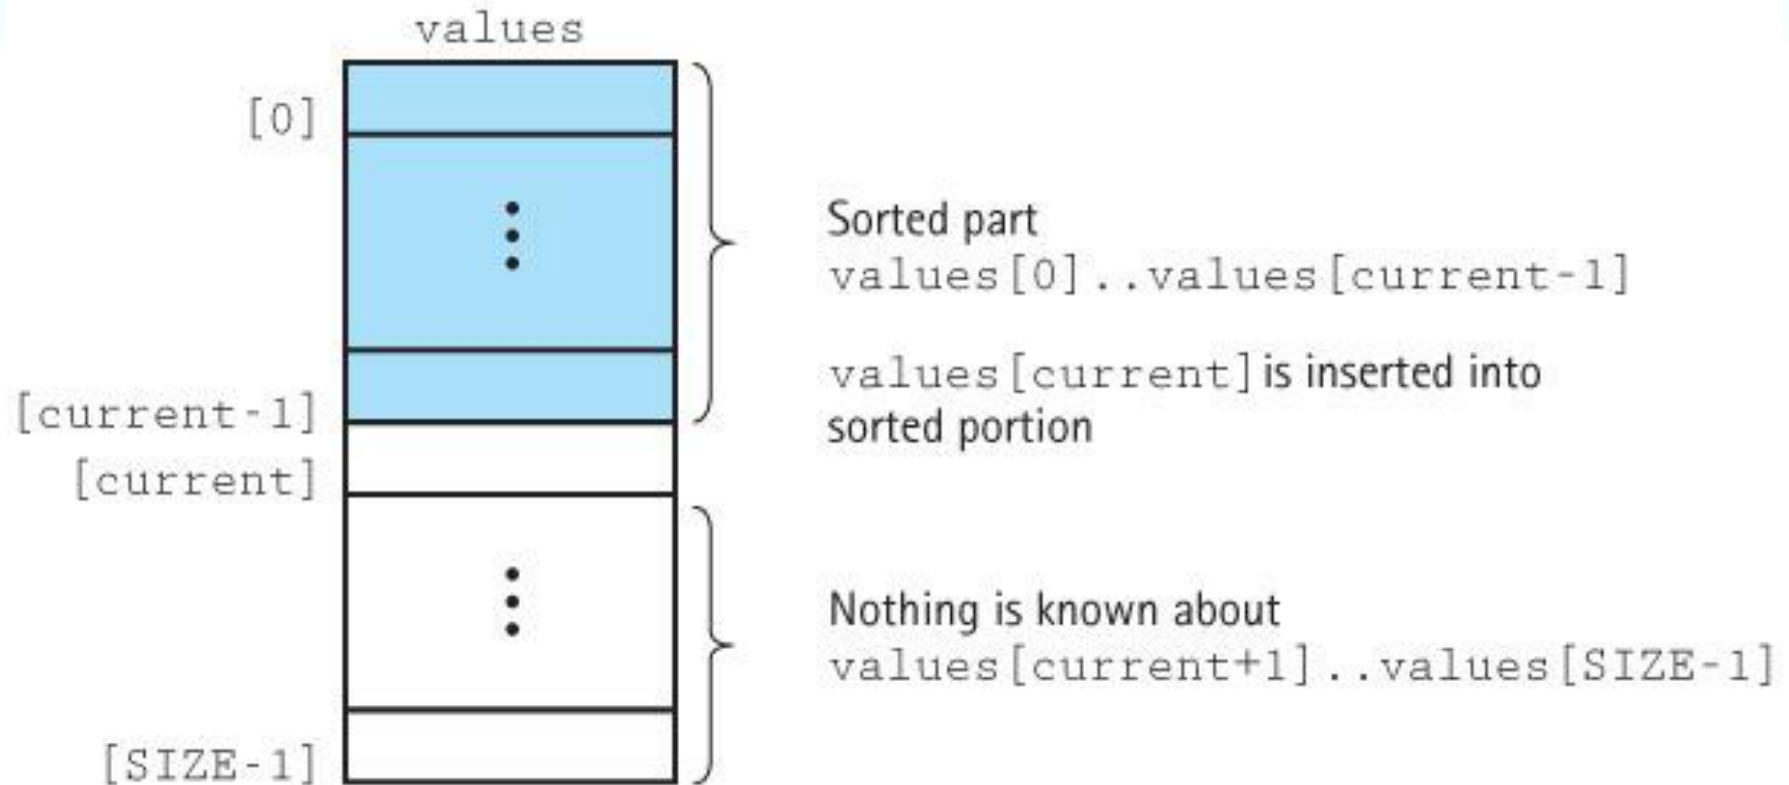 values
[0]
Sorted part
values[0]..values[current-1]
values[current] is inserted into
sorted portion
[current-1]
[current]
Nothing is known about
values[current+1]..values[SIZE-1]
[SIZE-1]